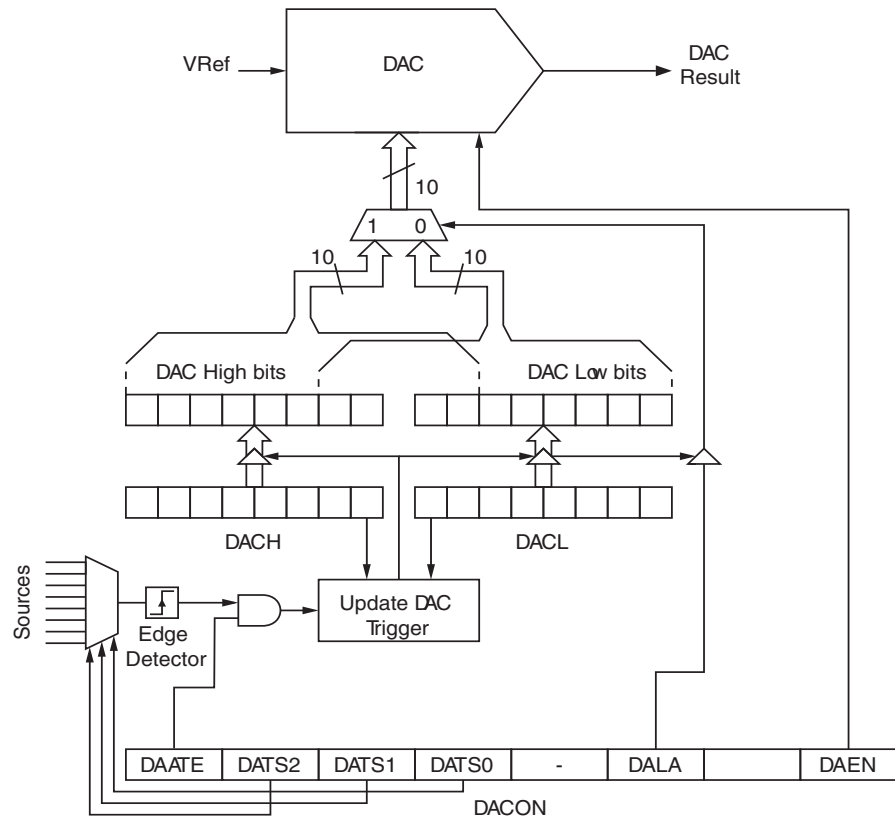 VRef
DAC
DAC
Result
10
1 0
10
10
DAC High bits
DAC Low bits
DACH
DACL
Sources
Edge
Detector
Update DAC
Trigger
DAATE DATS2 DATS1 DATS0 - DALA DAEN
DACON